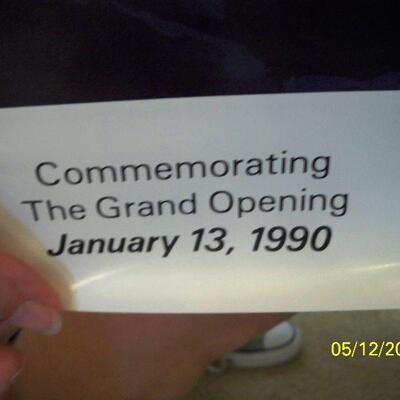 Commemorating
The Grand Opening
January 13, 1990
05/12/20